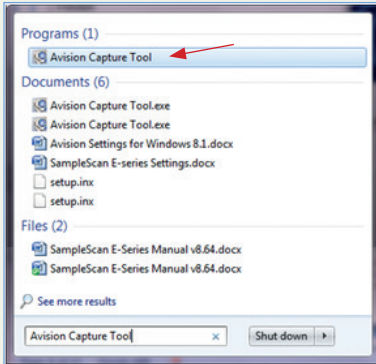 Programs (1)
Avision Capture Tool
Documents (6)
Avision Capture Tool.exe
Avision Capture Tool.exe
Avision Settings for Windows 8.1.docx
SampleScan E-series Settings.docx
setup.inx
setup.inx
Files (2)
SampleScan E-Series Manual v8.64.docx
SampleScan E-Series Manual v8.64.docx
See more results
Avision Capture Tool × Shut down